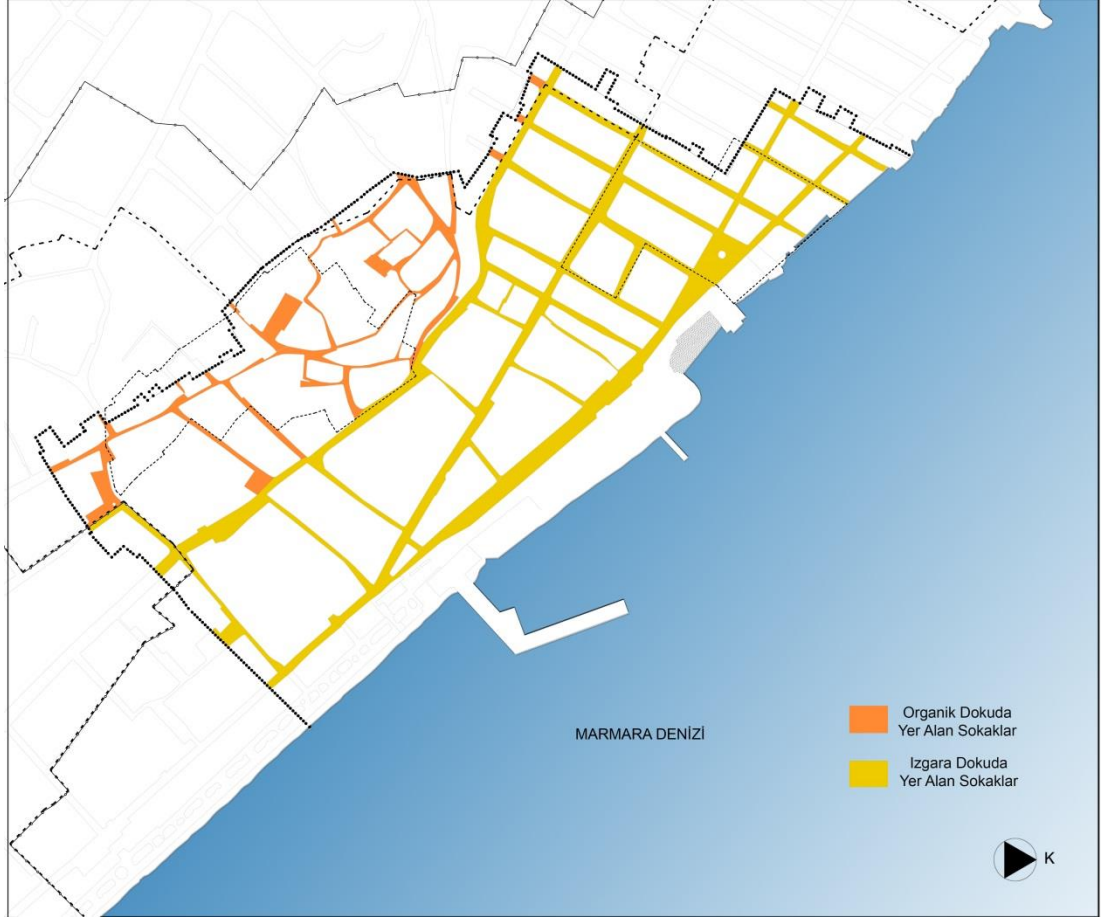 MARMARA DENİZİ
Organik Dokuda
Yer Alan Sokaklar
Izgara Dokuda
Yer Alan Sokaklar
K